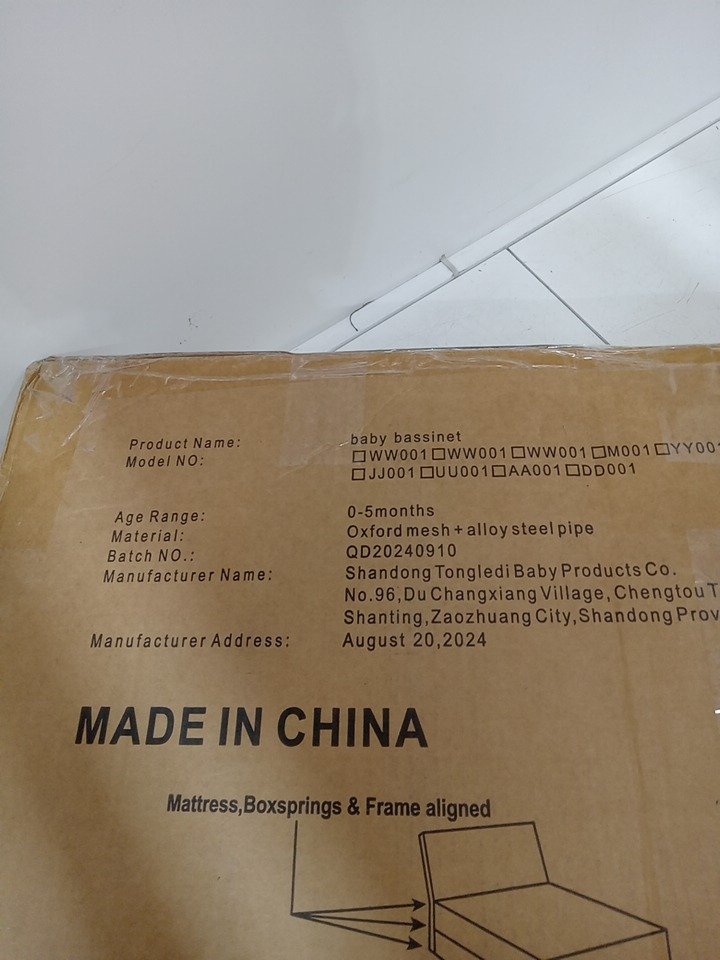 Product Name: baby bassinet
Model NO: ☐WW001☐WW001☐WW001☐M001☐YY001
☐JJ001☐UU001☐AA001☐DD001
Age Range: 0-5months
Material: Oxford mesh+alloy steel pipe
Batch NO.: QD20240910
Manufacturer Name: Shandong Tongledi Baby Products Co.
No.96,Du Changxiang Village, Chengtou
Shanting,Zaozhuang City,Shandong Prov
Manufacturer Address: August 20,2024
MADE IN CHINA
Mattress,Boxsprings & Frame aligned